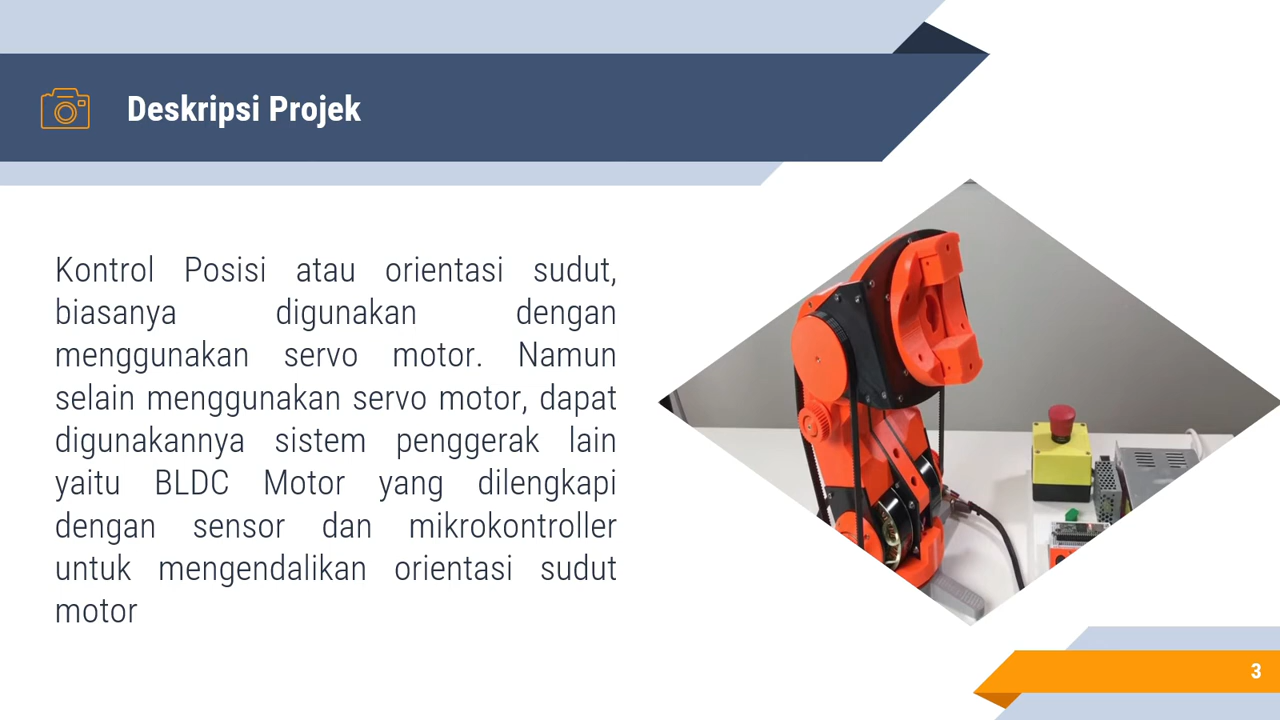 Deskripsi Projek
Kontrol Posisi atau orientasi sudut,
biasanya digunakan dengan
menggunakan servo motor. Namun
selain menggunakan servo motor, dapat
digunakannya sistem penggerak lain
yaitu BLDC Motor yang dilengkapi
dengan sensor dan mikrokontroller
untuk mengendalikan orientasi sudut
motor
3